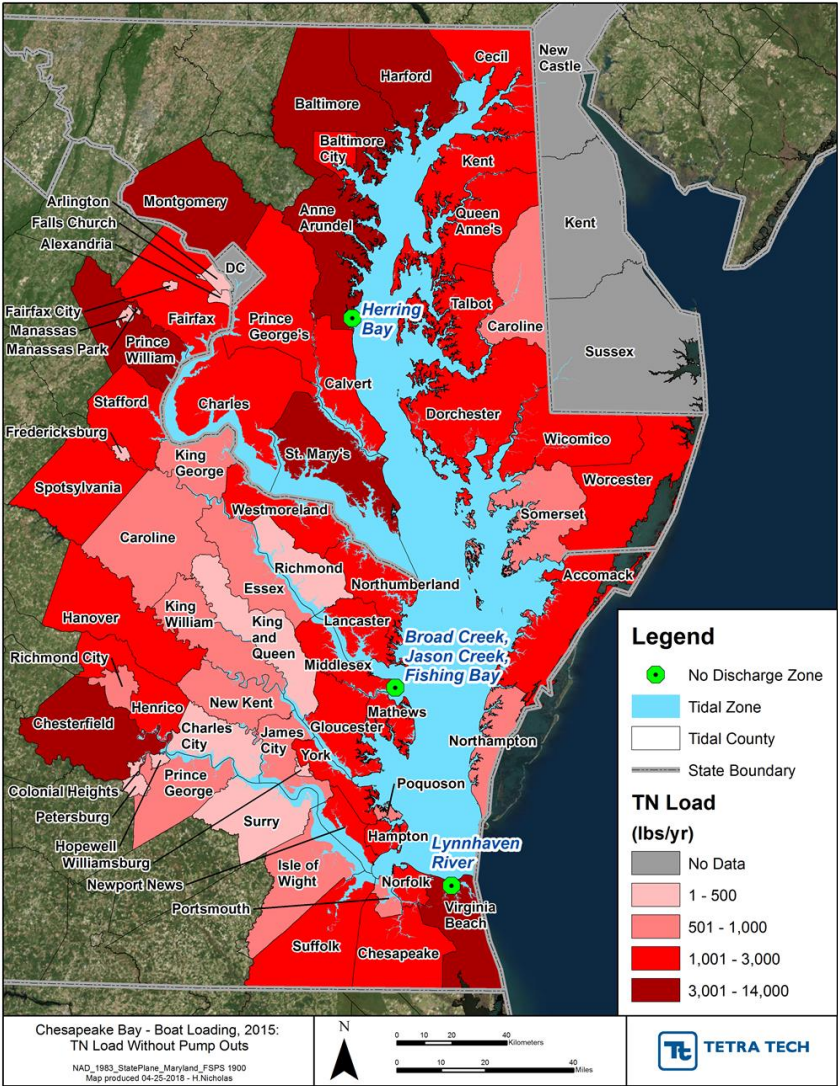 Cecil
New
Castle
Harford
Baltimore
Baltimore
City
Kent
Arlington
Falls Church
Alexandria
Montgomery
Anne
Arundel
Queen
Anne's
Kent
DC
Fairfax City
Manassas
Manassas Park
Fairfax
Prince
George's
Herring
Bay
Talbot
Caroline
Prince
William
Sussex
Stafford
Charles
Calvert
Dorchester
Fredericksburg
King
George
St. Mary's
Wicomico
Spotsylvania
Worcester
Westmoreland
Somerset
Caroline
Richmond
Essex
Northumberland
Accomack
Hanover
King
William
King
and
Queen
Lancaster
Broad Creek,
Jason Creek,
Fishing Bay
Richmond City
Middlesex
Henrico
New Kent
Mathews
Chesterfield
Charles
City
James
City
Gloucester
York
Northampton
Prince
George
Poquoson
Colonial Heights
Petersburg
Surry
Hopewell
Williamsburg
Hampton
Lynnhaven
River
Newport News
Isle of
Wight
Norfolk
Portsmouth
Virginia
Beach
Suffolk
Chesapeake
Legend
No Discharge Zone
Tidal Zone
Tidal County
State Boundary
TN Load
(lbs/yr)
No Data
1 - 500
501 - 1,000
1,001 - 3,000
3,001 - 14,000
Chesapeake Bay - Boat Loading, 2015:
TN Load Without Pump Outs
NAD_1983_StatePlane_Maryland_FSPS 1900
Map produced 04-25-2018 - H.Nicholas
N
0 10 20 40
Kilometers
0 10 20 40
Miles
Tt TETRA TECH